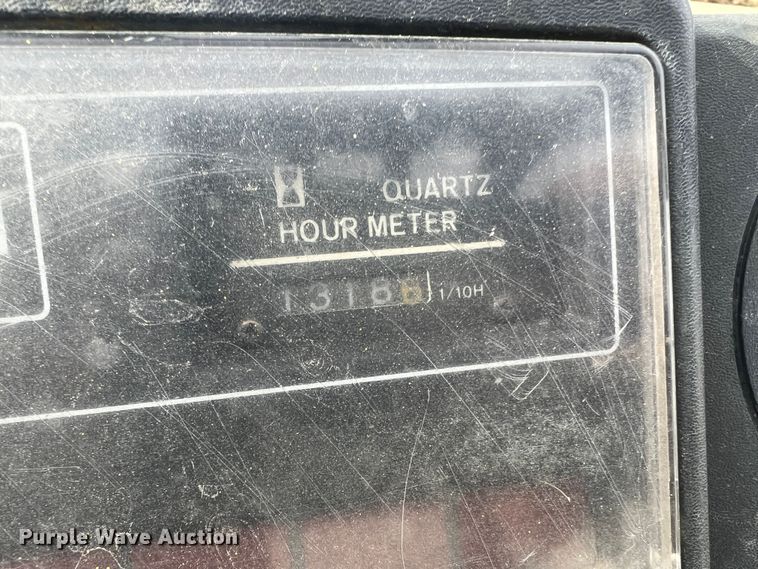 QUARTZ
HOUR METER
1318 1/10H
Purple Wave Auction